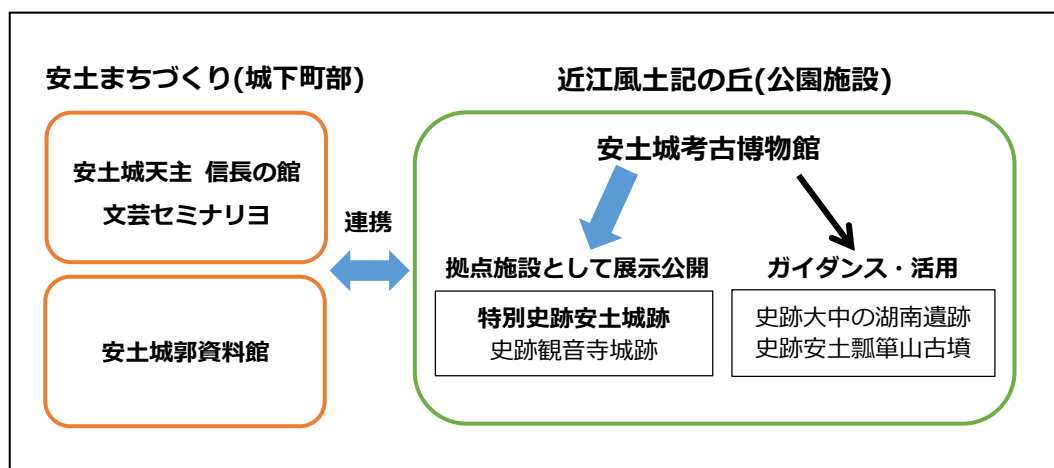 安土まちづくり(城下町部)
安土城天主 信長の館
文芸セミナリヨ
安土城郭資料館
連携
近江風土記の丘(公園施設)
安土城考古博物館
拠点施設として展示公開
特別史跡安土城跡
史跡観音寺城跡
ガイダンス・活用
史跡大中の湖南遺跡
史跡安土瓢箪山古墳